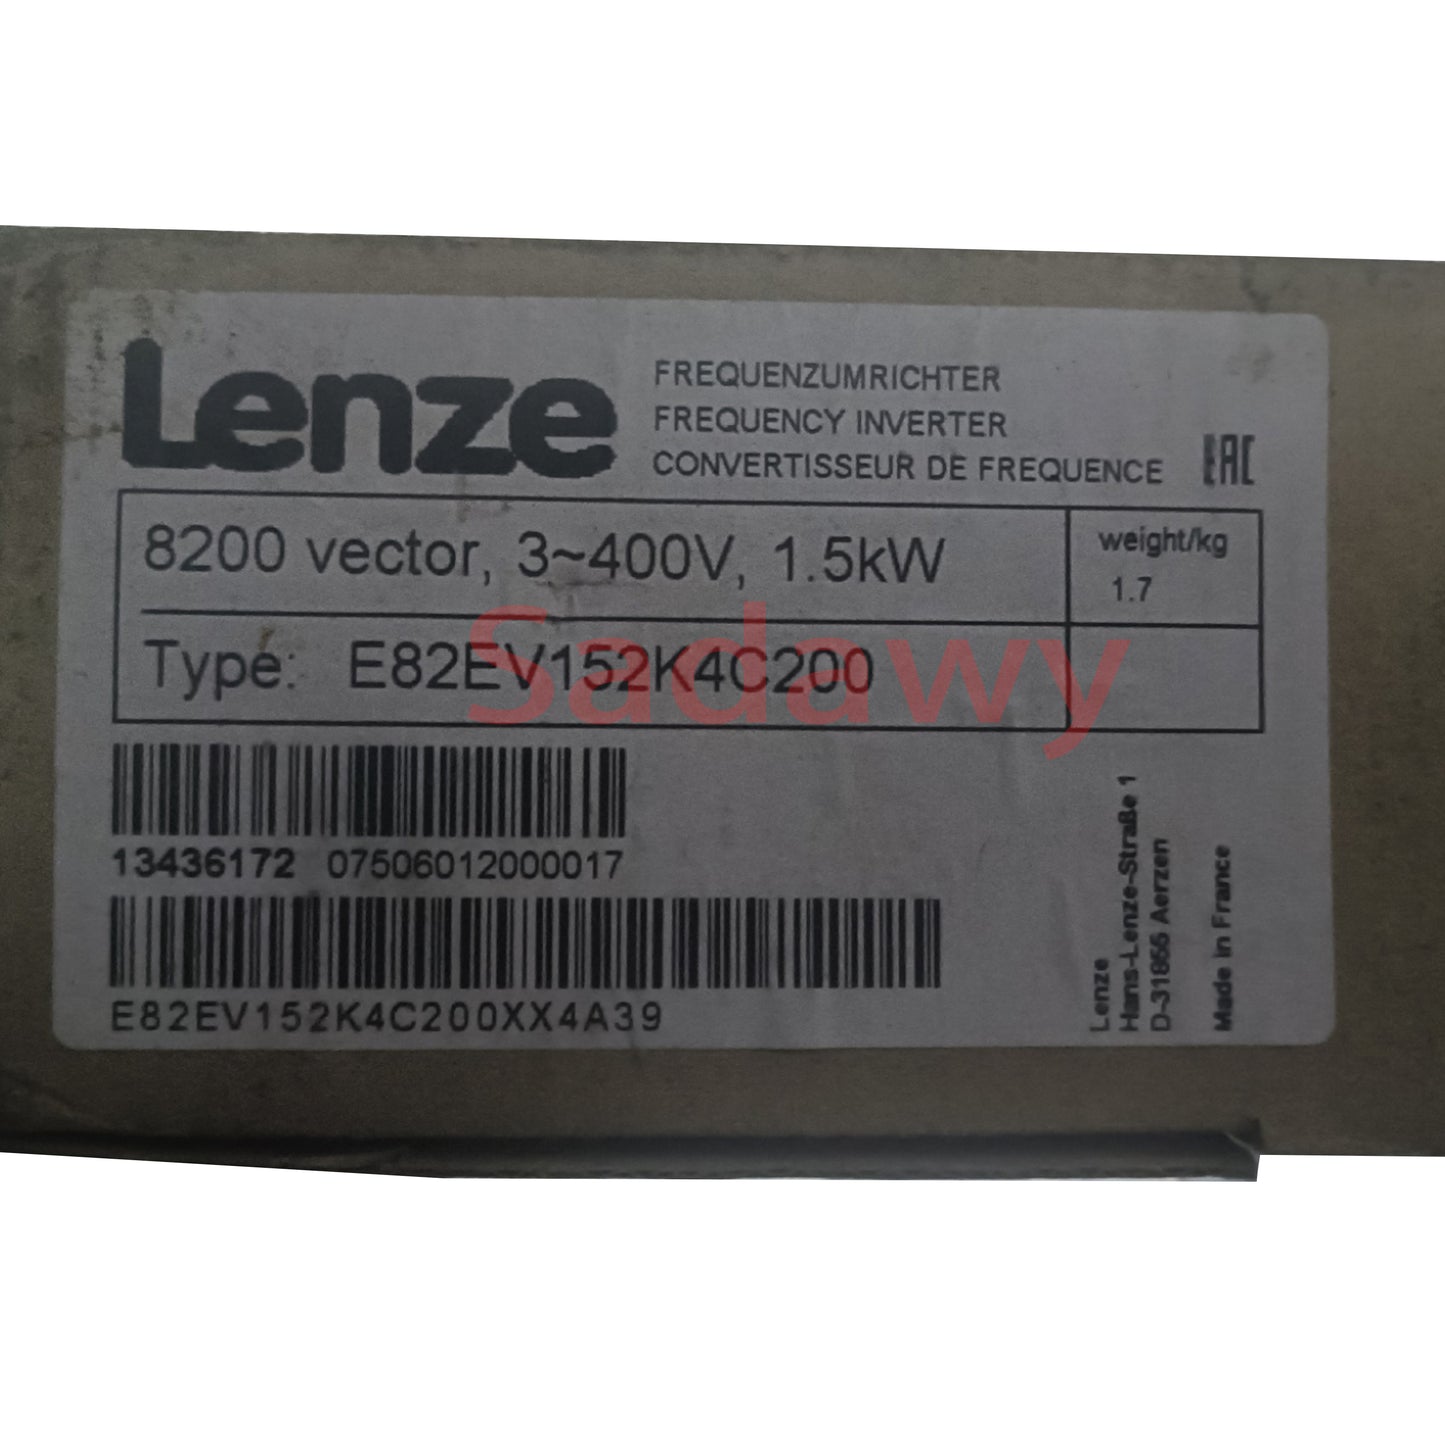 Lenze
FREQUENZUMRICHTER
FREQUENCY INVERTER
CONVERTISSEUR DE FREQUENCE
EAC
8200 vector, 3~400V, 1.5kW
weight/kg
1.7
Type: E82EV152K4C200
Sadawy
13436172 07506012000017
E82EV152K4C200XX4A39
Lenze
Hans-Lenze-Straße 1
D-31855 Aerzen
Made in France